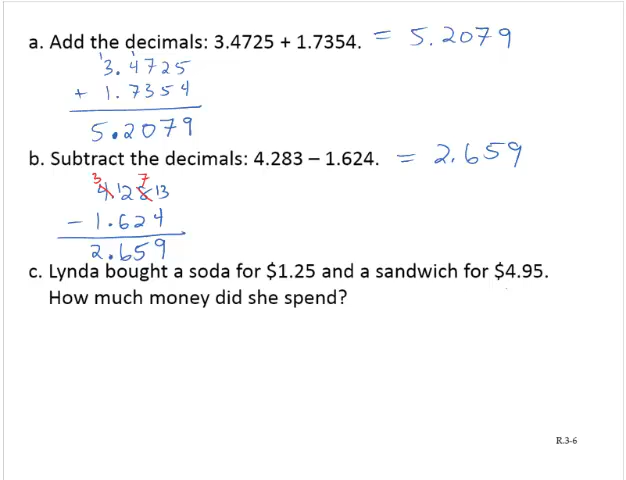 a. Add the decimals: 3.4725 + 1.7354. = 5.2079
1 1
3.4725
+ 1.7354
5.2079
b. Subtract the decimals: 4.283 – 1.624. = 2.659
3 7
4 12 8 13
- 1.624
2.659
c. Lynda bought a soda for $1.25 and a sandwich for $4.95.
How much money did she spend?
R.3-6